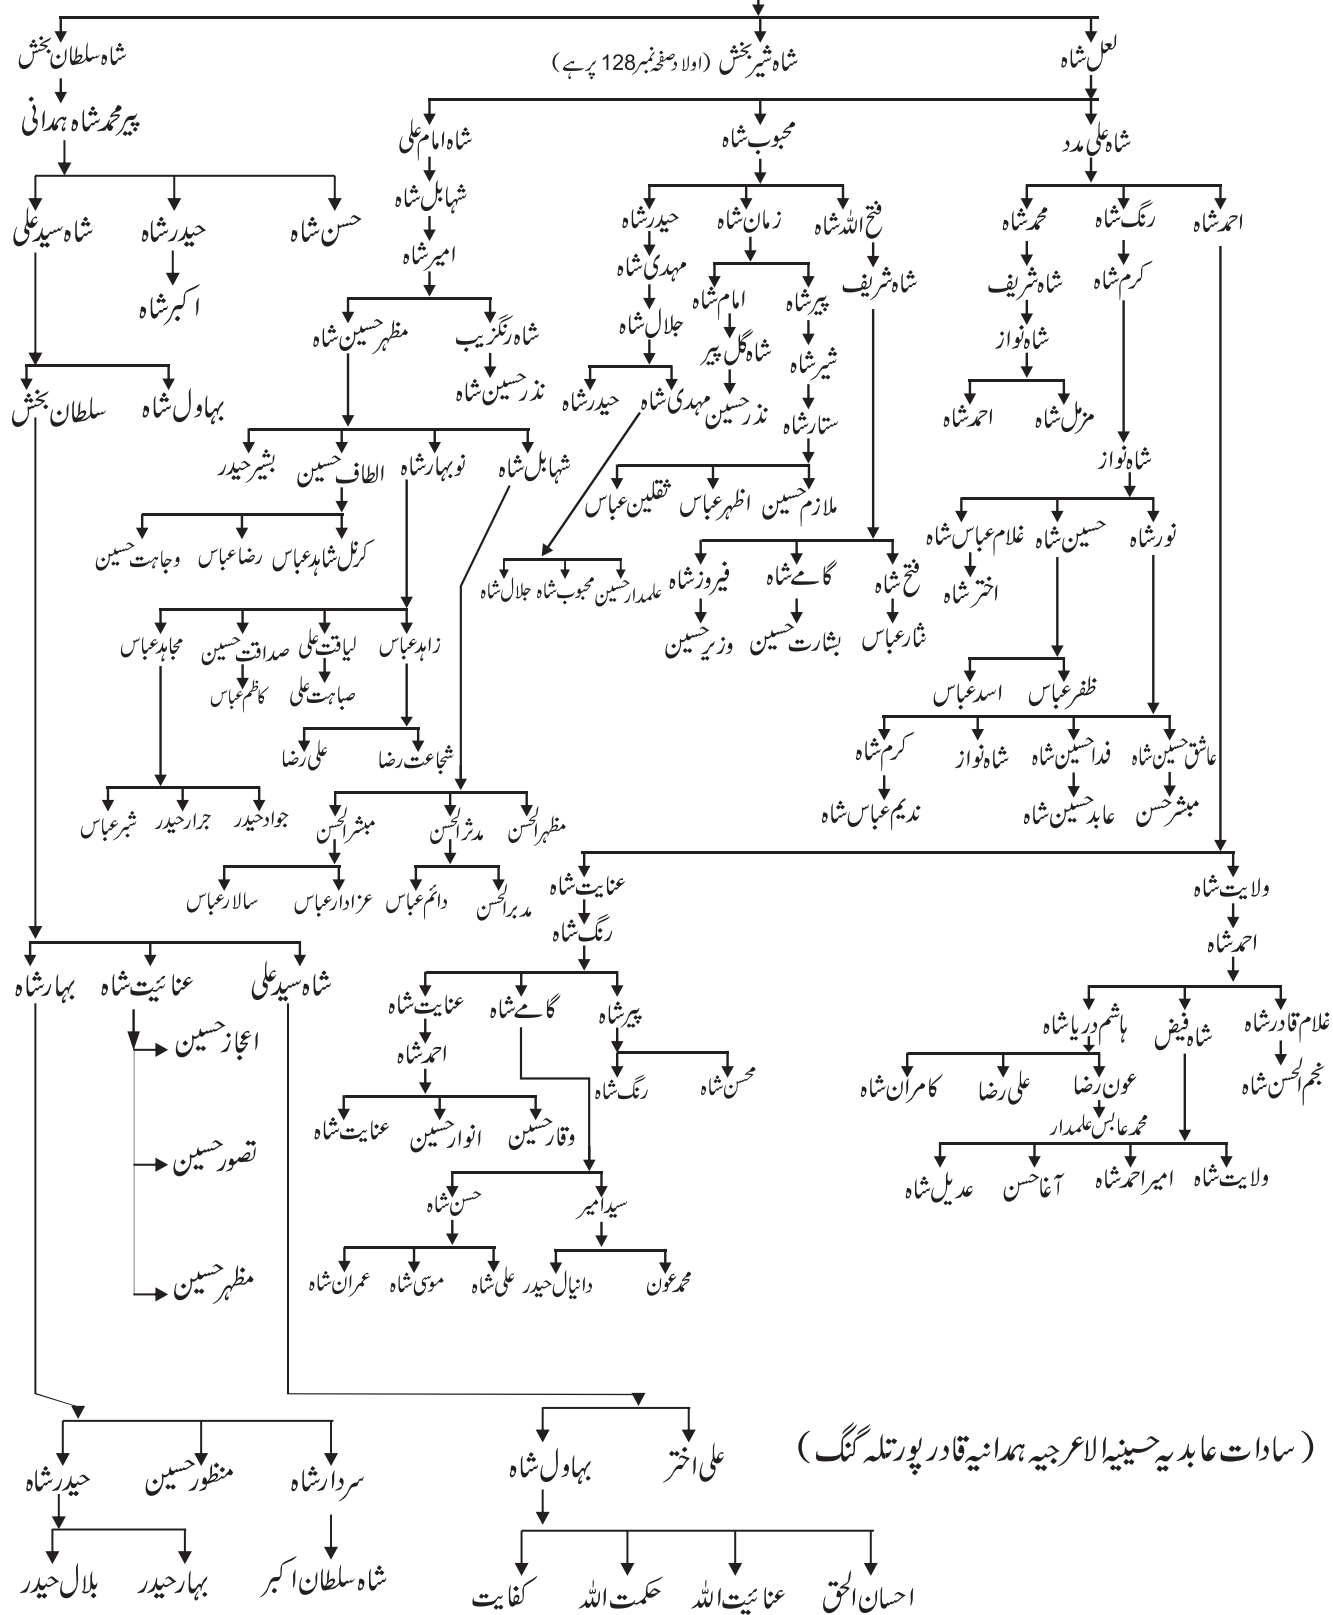 لعل شاہ شاہ شیر بخش (اولاد صفحہ نمبر 128 پر ہے) شاہ سلطان بخش
پیر محمد شاہ ہمدانی
شاہ علی مدد محبوب شاہ شاہ امام علی
شہابل شاہ
احمد شاہ رنگ شاہ محمد شاہ فتح اللہ شاہ زمان شاہ حیدر شاہ حسن شاہ حیدر شاہ شاہ سید علی
امیر شاہ
کرم شاہ شاہ شریف شاہ شریف پیر شاہ امام شاہ مہدی شاہ اکبر شاہ
شاہ نواز شیر شاہ شاہ گل پیر جلال شاہ شاہ رنگزیب مظہر حسین شاہ
مزمل شاہ احمد شاہ ستار شاہ نذر حسین مہدی شاہ حیدر شاہ نذر حسین شاہ بہاول شاہ سلطان بخش
شاہ نواز شہابل شاہ نوبہار شاہ الطاف حسین بشیر حیدر
ملازم حسین اظہر عباس ثقلین عباس
نور شاہ حسین شاہ غلام عباس شاہ کرنل شاہد عباس رضا عباس وجاہت حسین
اختر شاہ فتح شاہ گامے شاہ فیروز شاہ علمدار حسین محبوب شاہ جلال شاہ
نثار عباس بشارت حسین وزیر حسین زاہد عباس لیاقت علی صداقت حسین مجاہد عباس
ظفر عباس اسد عباس صباہت علی کاظم عباس
عاشق حسین شاہ فدا حسین شاہ شاہ نواز کرم شاہ شجاعت رضا علی رضا
مبشر حسن عابد حسین شاہ ندیم عباس شاہ مظہر الحسن مدثر الحسن مبشر الحسن جواد حیدر جرار حیدر شبر عباس
ولایت شاہ عنایت شاہ مدبر الحسن دائم عباس عزادار عباس سالار عباس
احمد شاہ رنگ شاہ
شاہ سید علی عنائیت شاہ بہار شاہ
غلام قادر شاہ شاہ فیض ہاشم دریا شاہ پیر شاہ گامے شاہ عنایت شاہ
احمد شاہ اعجاز حسین
نجم الحسن شاہ عون رضا علی رضا کامران شاہ محسن شاہ رنگ شاہ
محمد عابس علمدار وقار حسین انوار حسین عنایت شاہ
تصور حسین
ولایت شاہ امیر احمد شاہ آغا حسن عدیل شاہ سید امیر حسن شاہ
محمد عون دانیال حیدر علی شاہ موسی شاہ عمران شاہ مظہر حسین
(سادات عابدیہ حسینیہ الاعرجیہ ہمدانیہ قادر پور تلہ گنگ)
علی اختر بہاول شاہ سردار شاہ منظور حسین حیدر شاہ
احسان الحق عنائیت اللہ حکمت اللہ کفایت شاہ سلطان اکبر بہار حیدر بلال حیدر